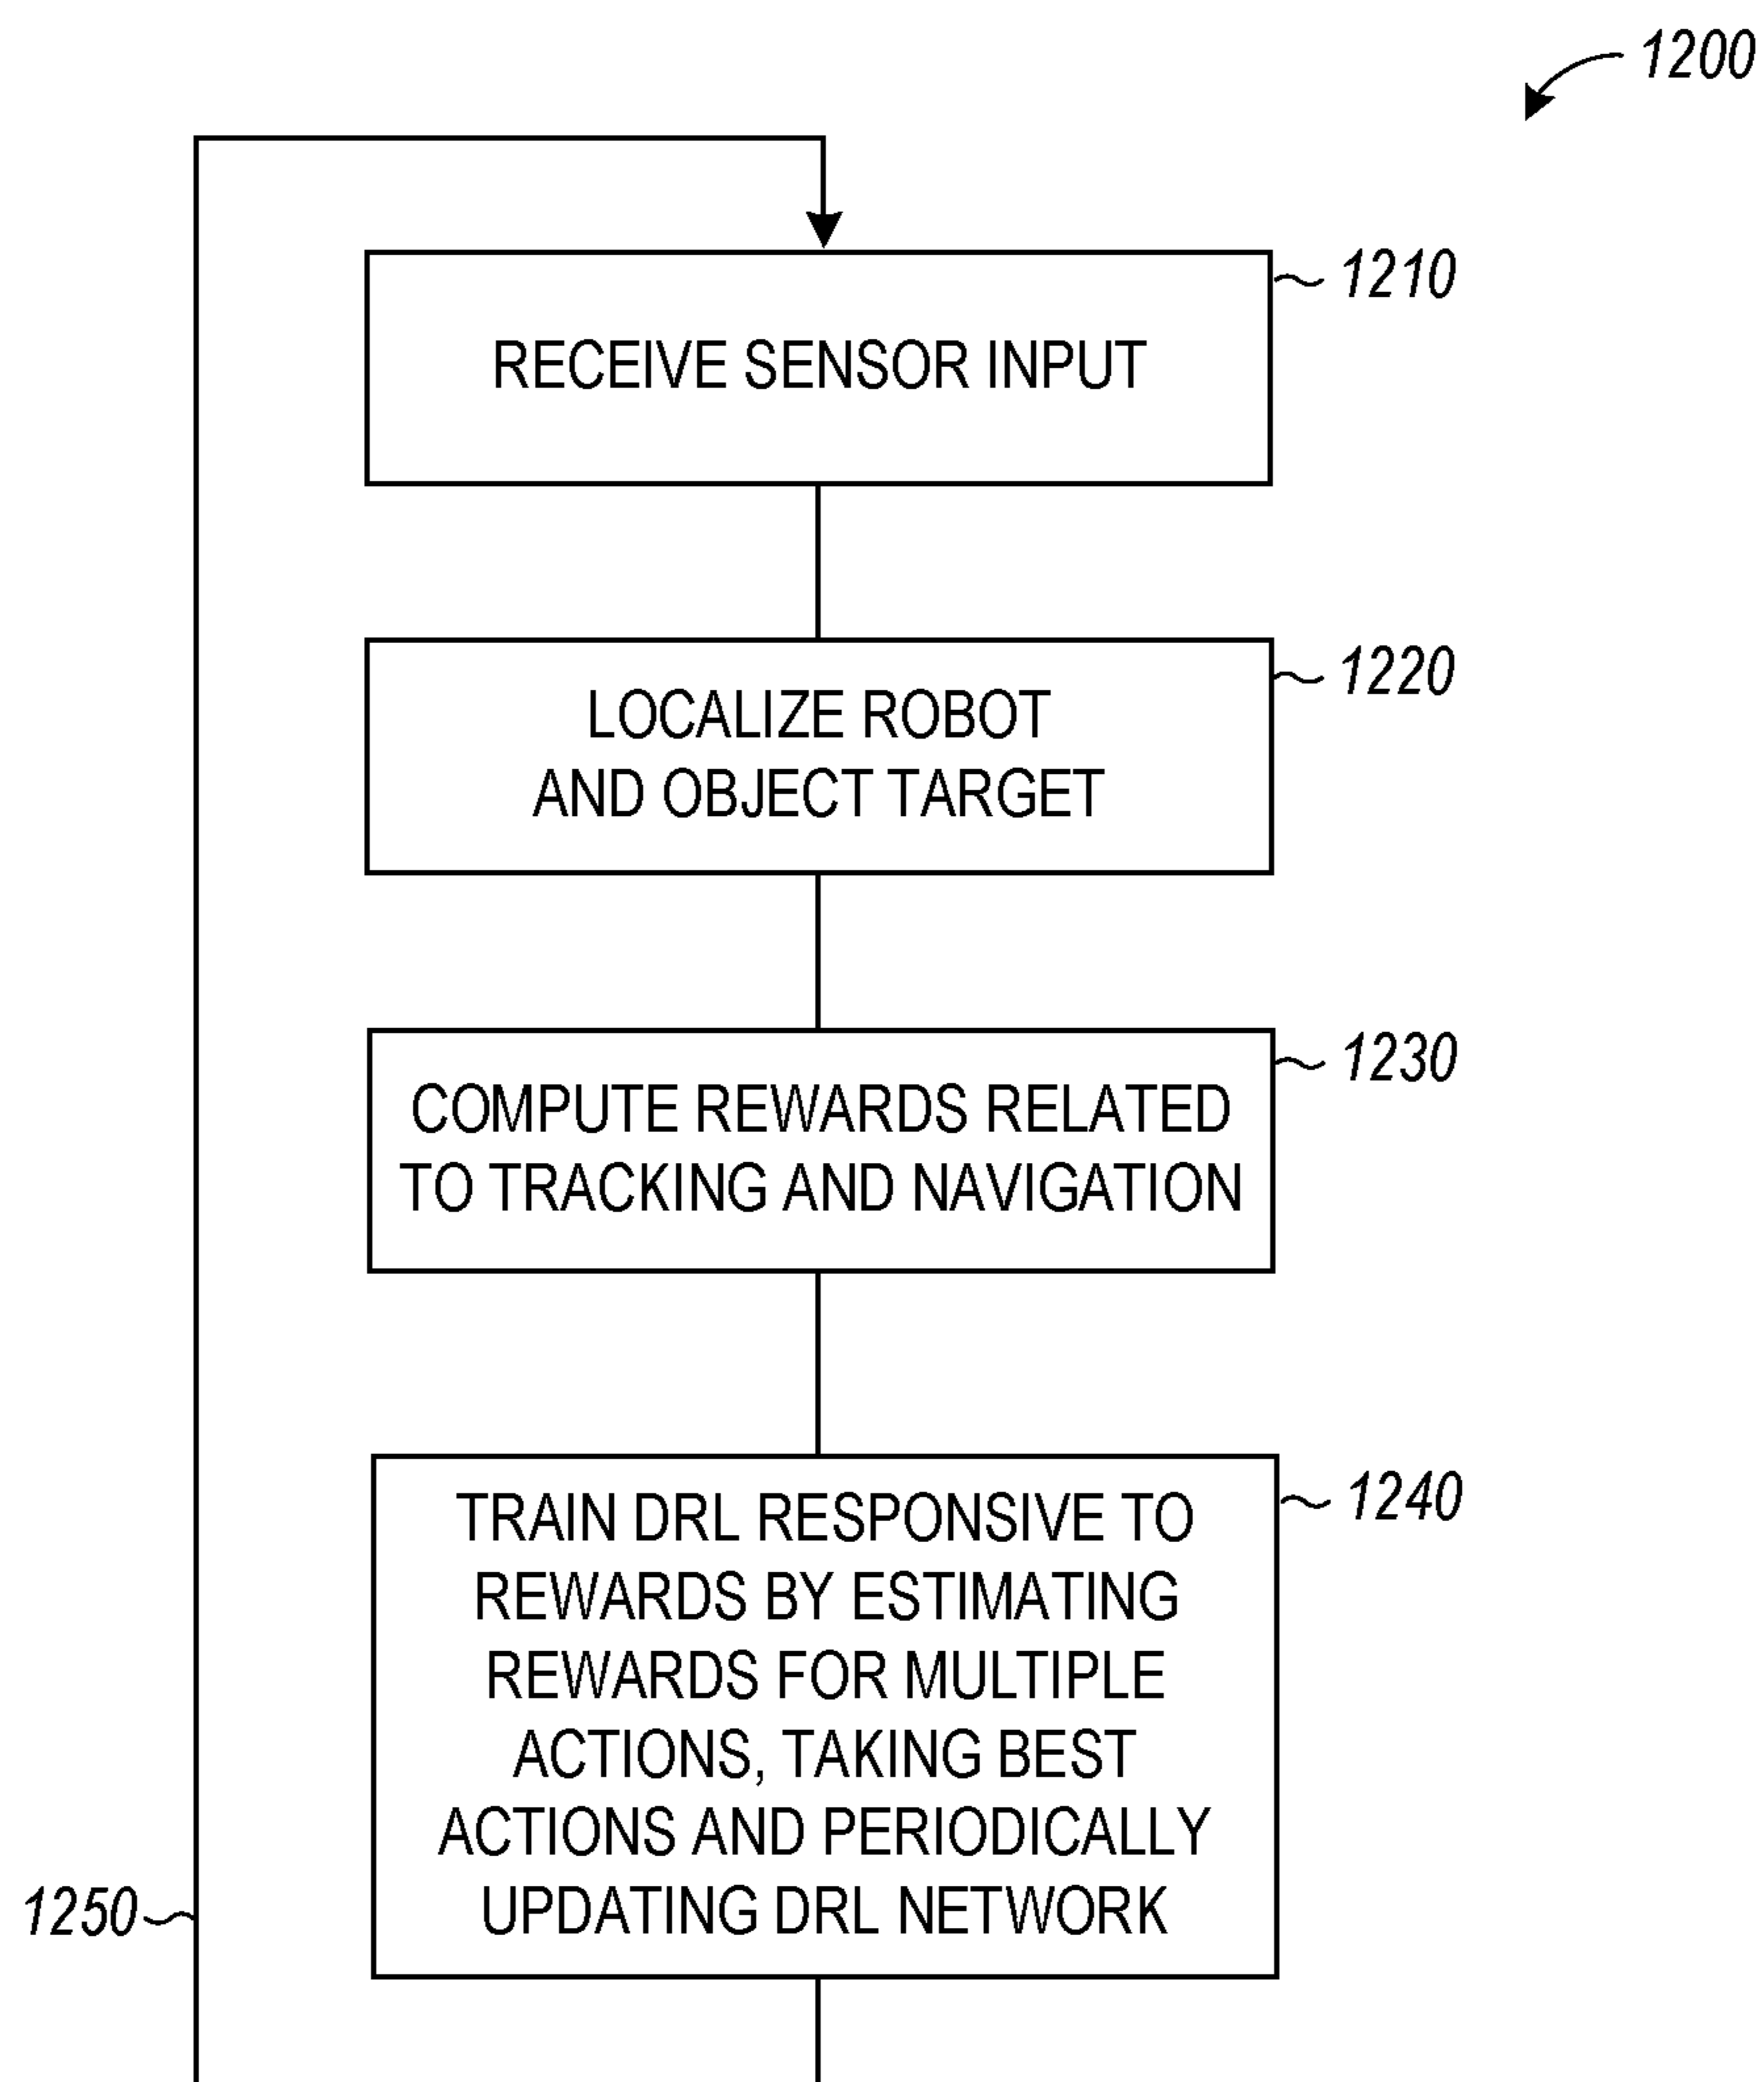 1200
1210
RECEIVE SENSOR INPUT
1220
LOCALIZE ROBOT
AND OBJECT TARGET
1230
COMPUTE REWARDS RELATED
TO TRACKING AND NAVIGATION
1240
TRAIN DRL RESPONSIVE TO
REWARDS BY ESTIMATING
REWARDS FOR MULTIPLE
ACTIONS, TAKING BEST
ACTIONS AND PERIODICALLY
UPDATING DRL NETWORK
1250